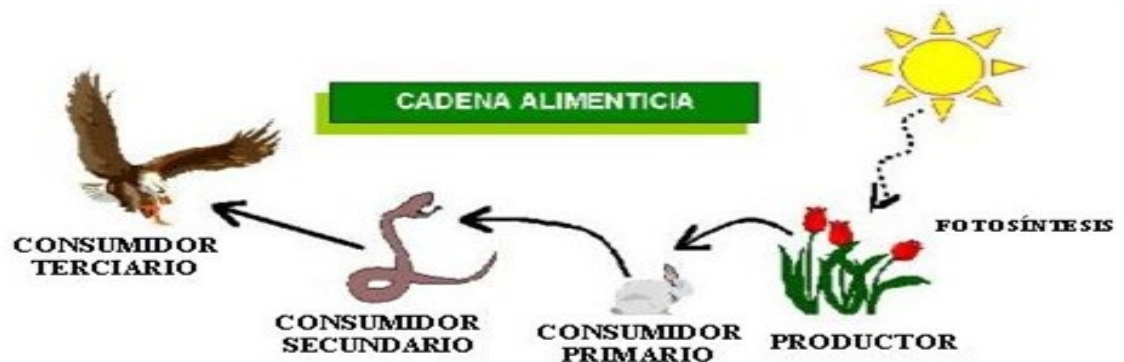 CADENA ALIMENTICIA
FOTOSÍNTESIS
CONSUMIDOR
TERCIARIO
CONSUMIDOR
SECUNDARIO
CONSUMIDOR
PRIMARIO
PRODUCTOR